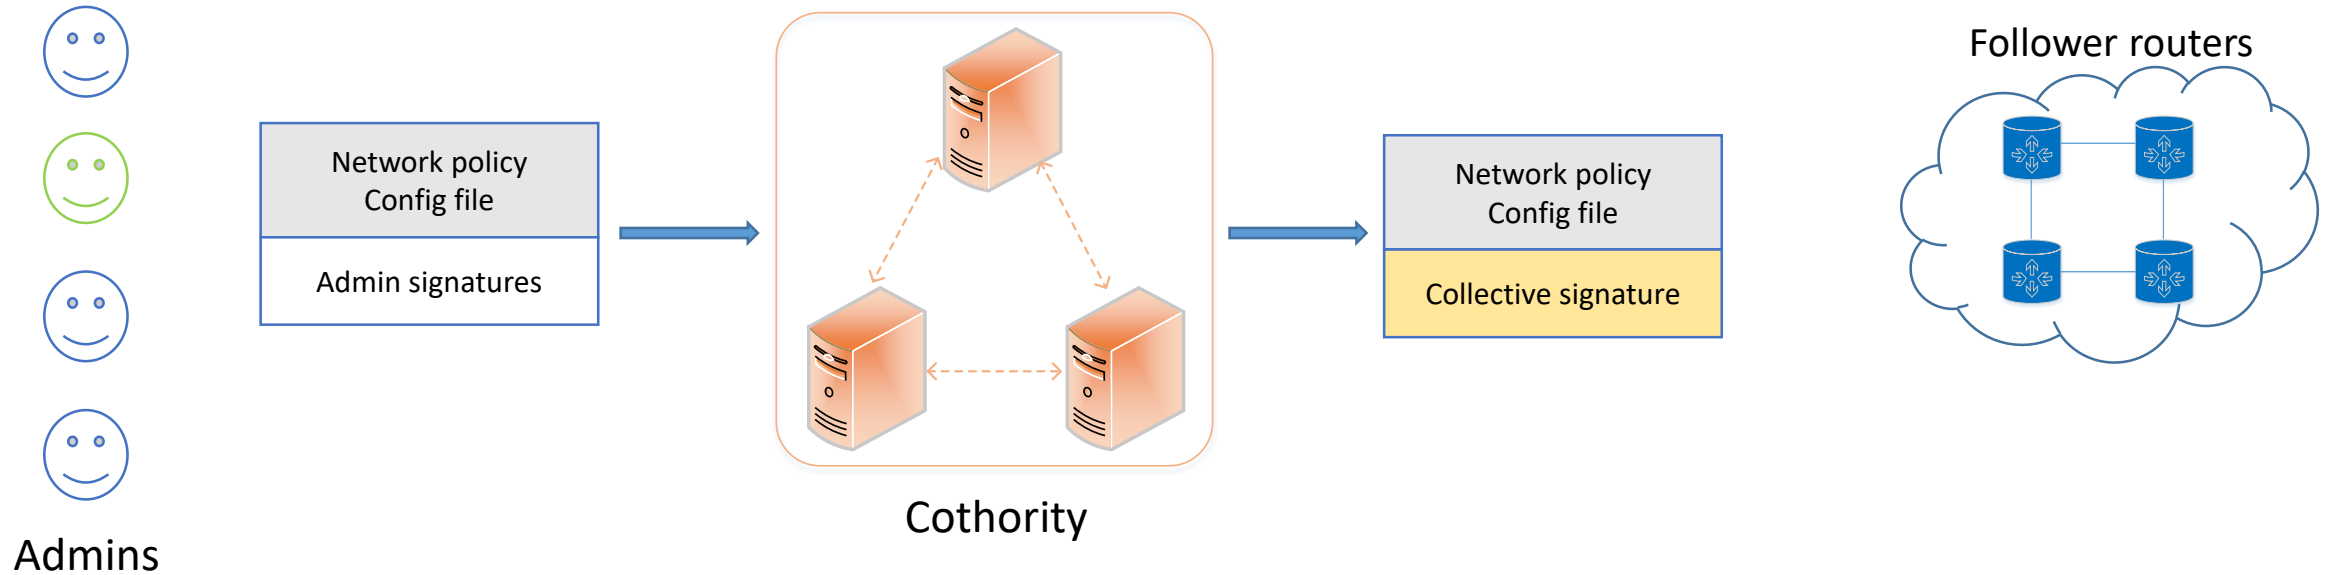 Admins
Network policy
Config file
Admin signatures
Cothority
Network policy
Config file
Collective signature
Follower routers